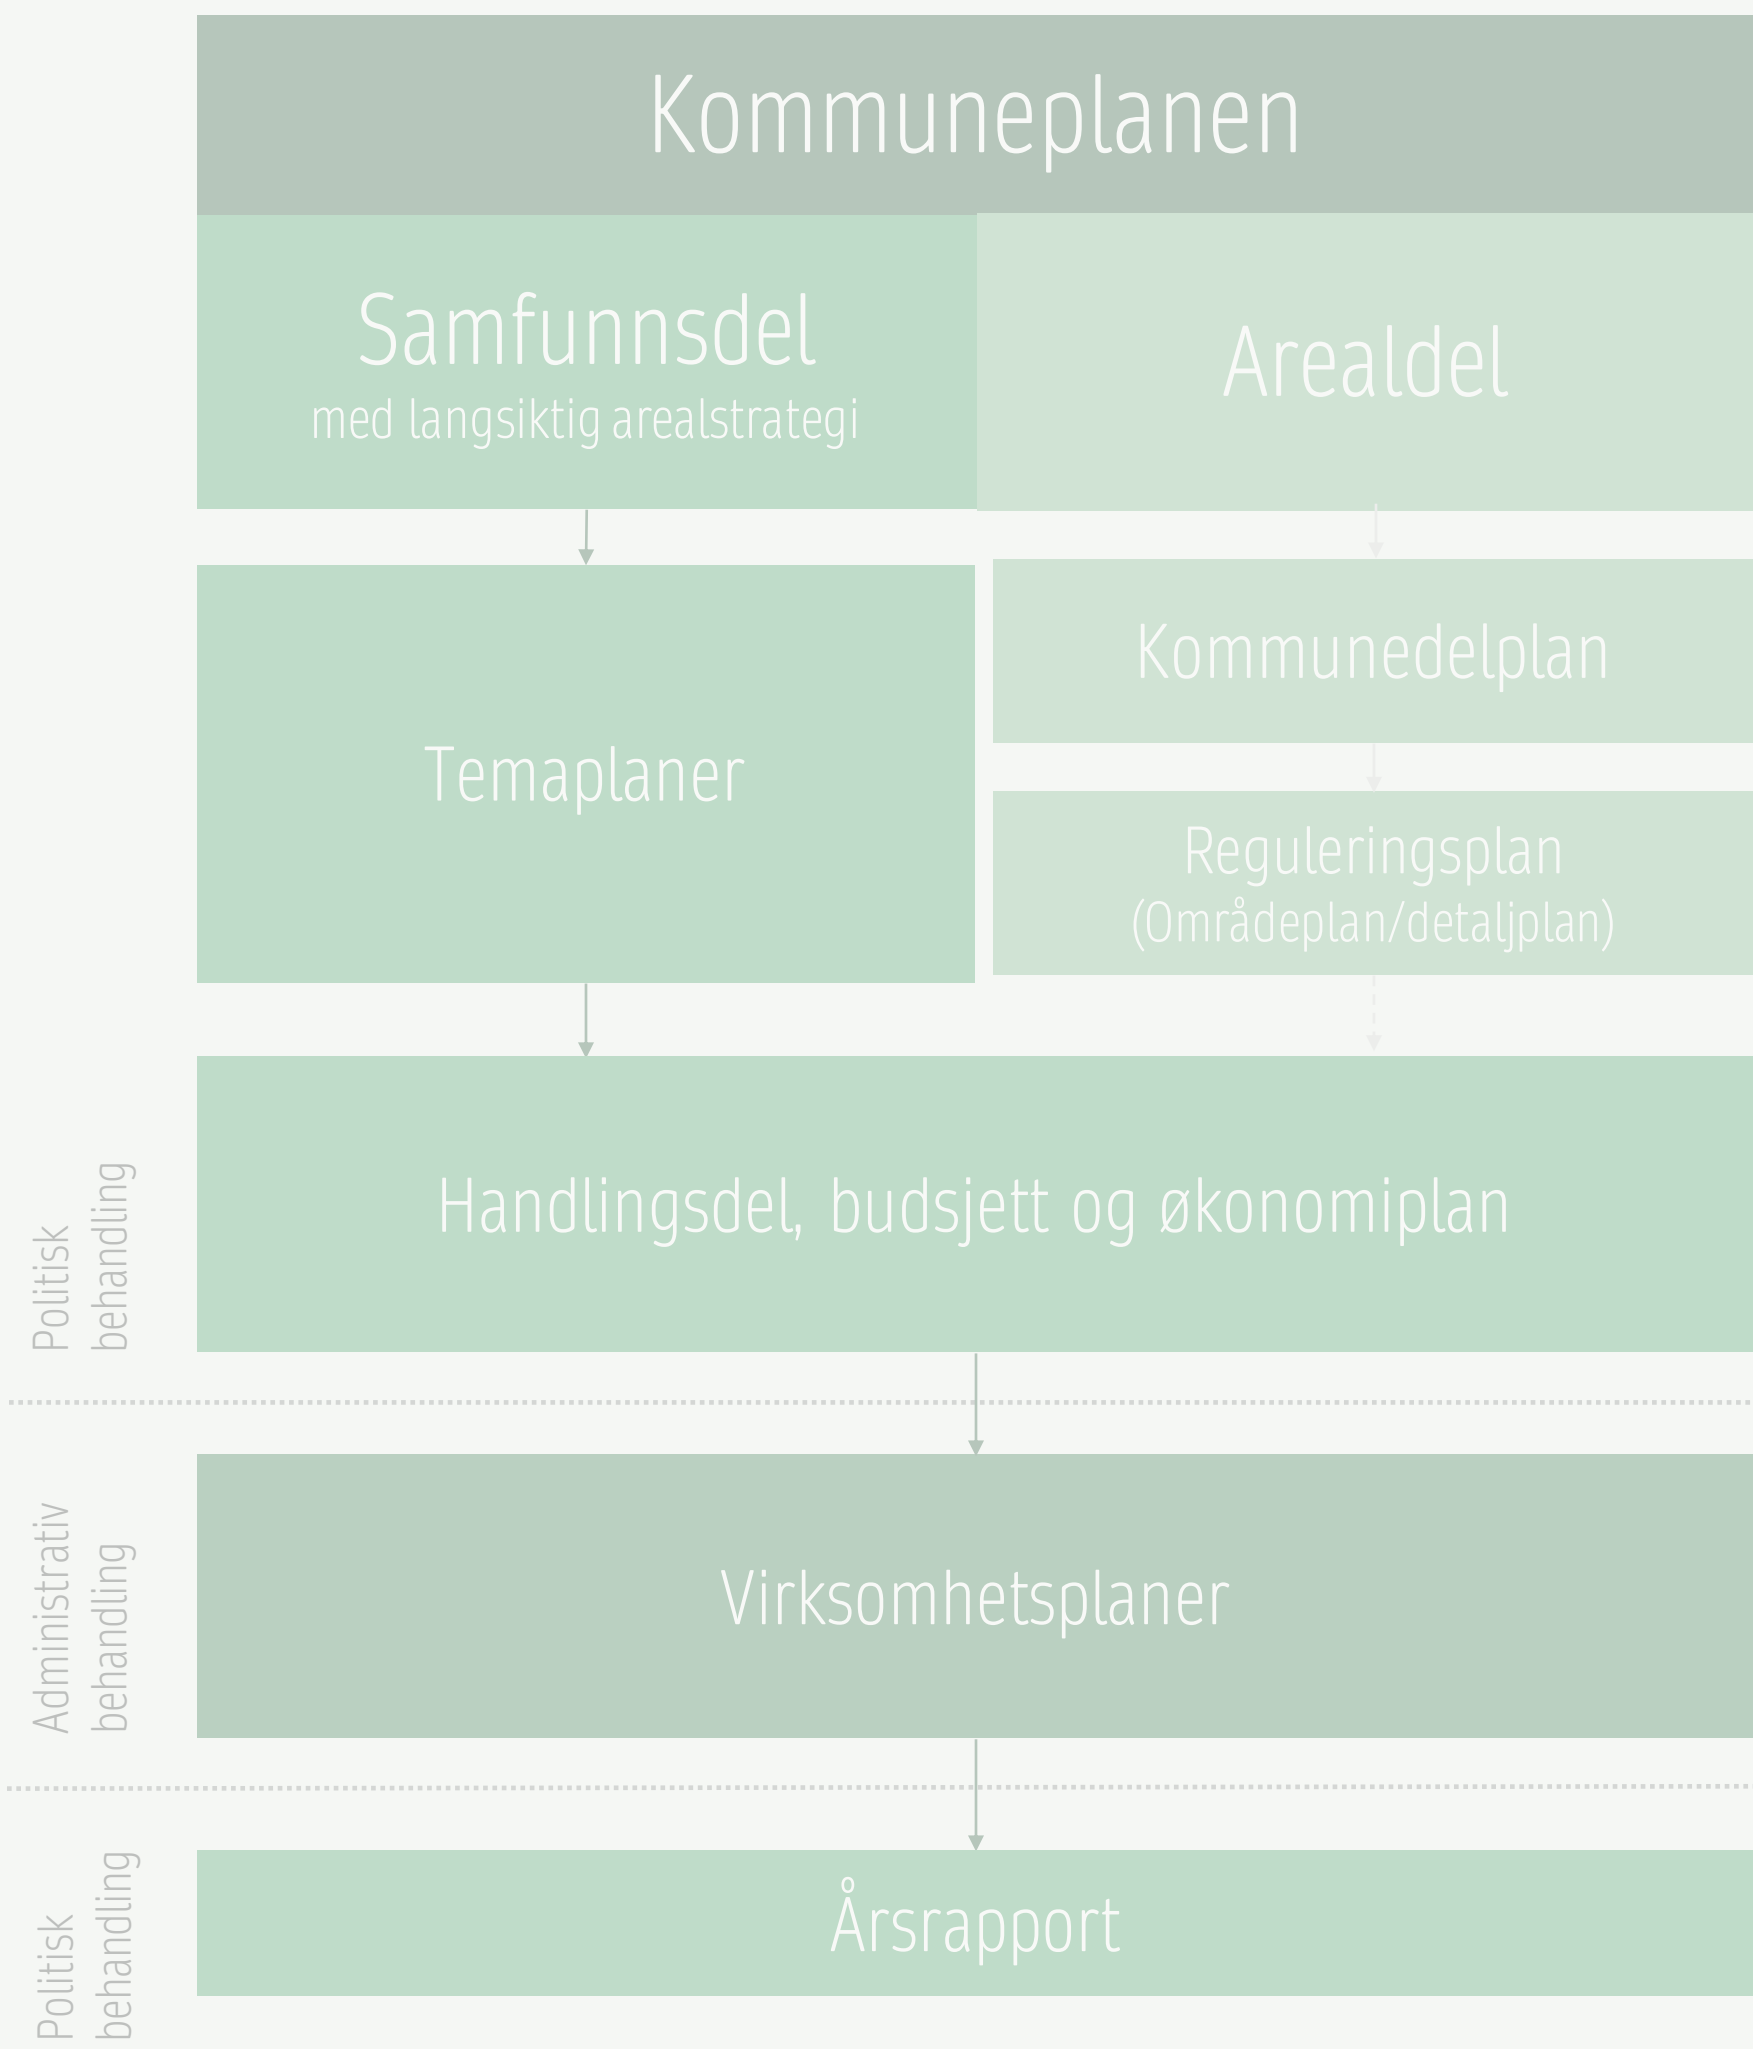 Kommuneplanen
Samfunnsdel
med langsiktig arealstrategi
Arealdel
Temaplaner
Kommunedelplan
Reguleringsplan
(Områdeplan/detaljplan)
Politisk
behandling
Handlingsdel, budsjett og økonomiplan
Administrativ
behandling
Virksomhetsplaner
Politisk
behandling
Årsrapport